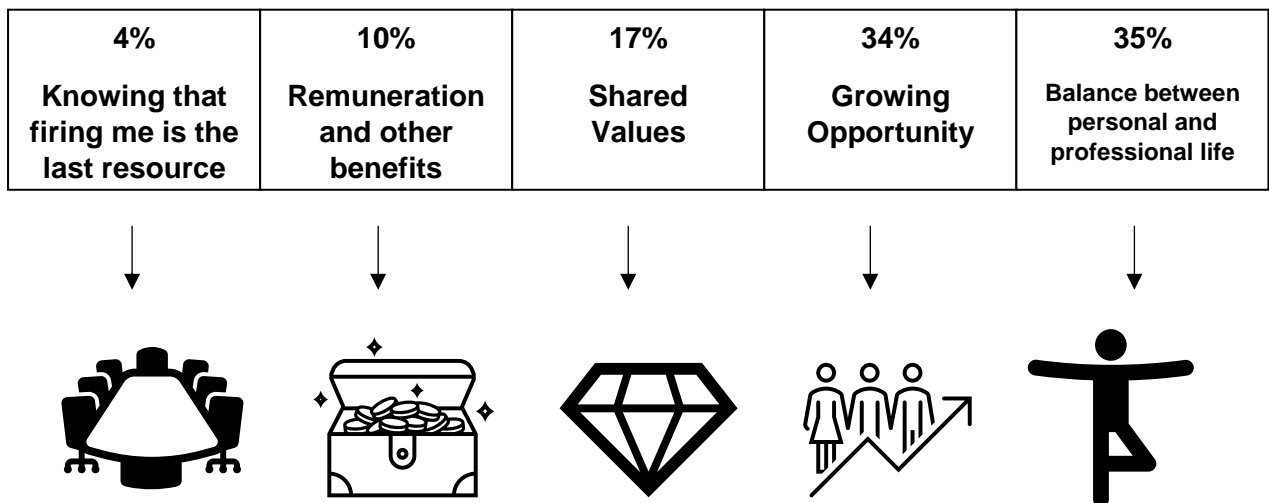 4%
Knowing that
firing me is the
last resource
10%
Remuneration
and other
benefits
17%
Shared
Values
34%
Growing
Opportunity
35%
Balance between
personal and
professional life